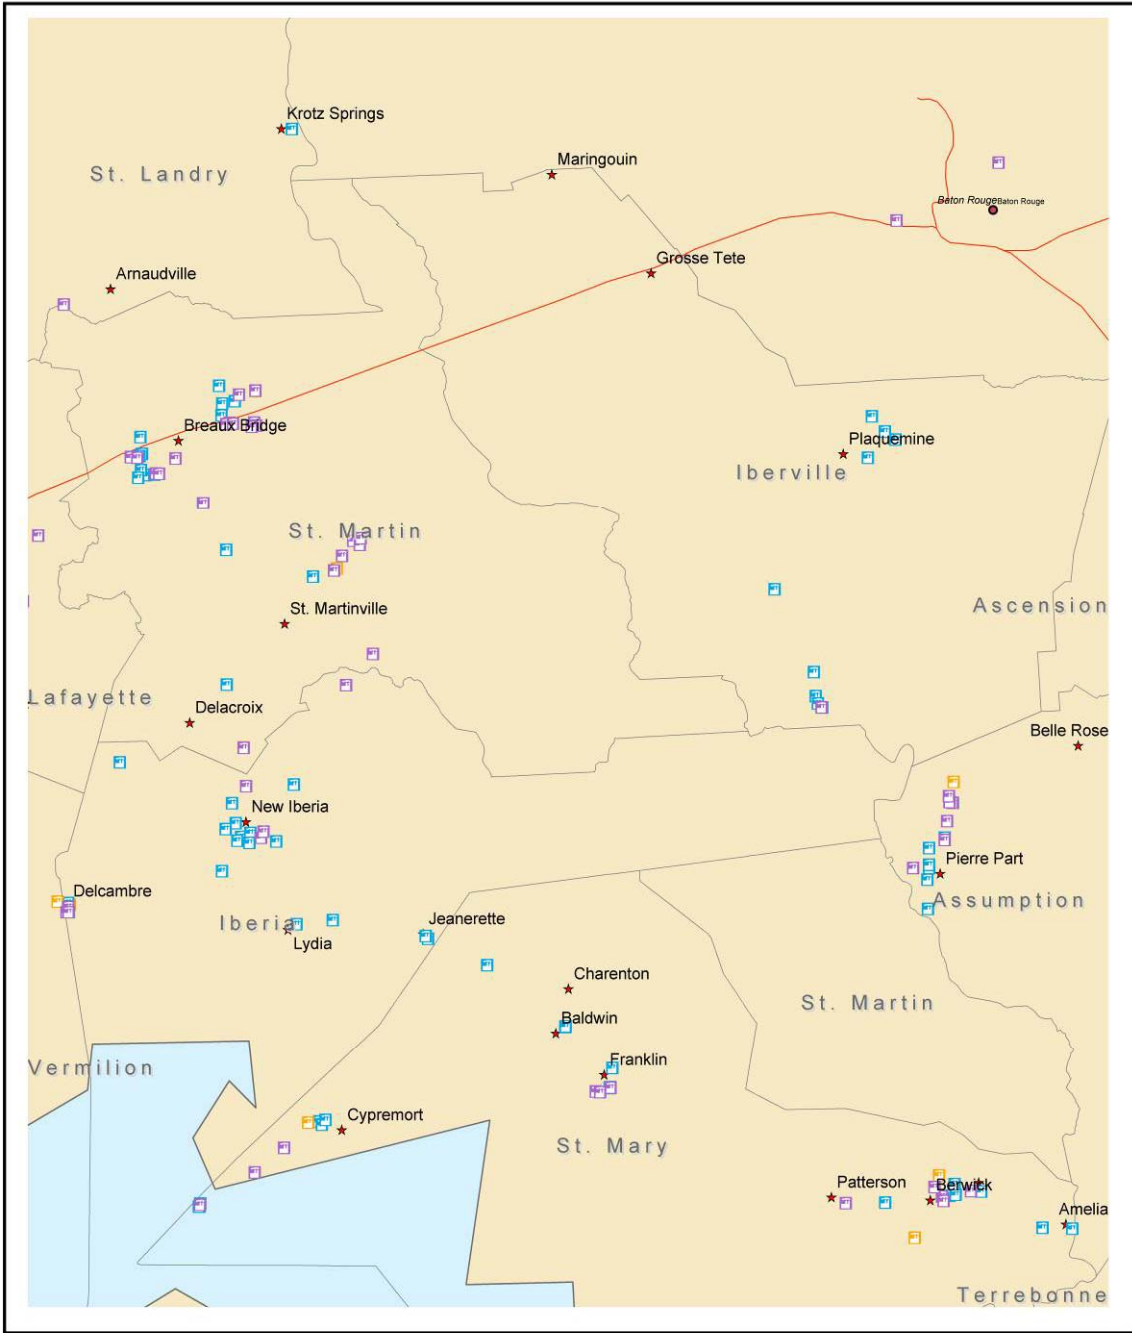 Krotz Springs
Maringouin
St. Landry
Baton Rouge Baton Rouge
Grosse Tete
Arnaudville
Breaux Bridge
Plaquemine
Iberville
St. Martin
Ascension
St. Martinville
Lafayette
Delacroix
Belle Rose
New Iberia
Pierre Part
Delcambre
Assumption
Jeanerette
Iberia
Lydia
Charenton
St. Martin
Baldwin
Franklin
Vermilion
Cypremort
St. Mary
Patterson
Berwick
Amelia
Terrebonne